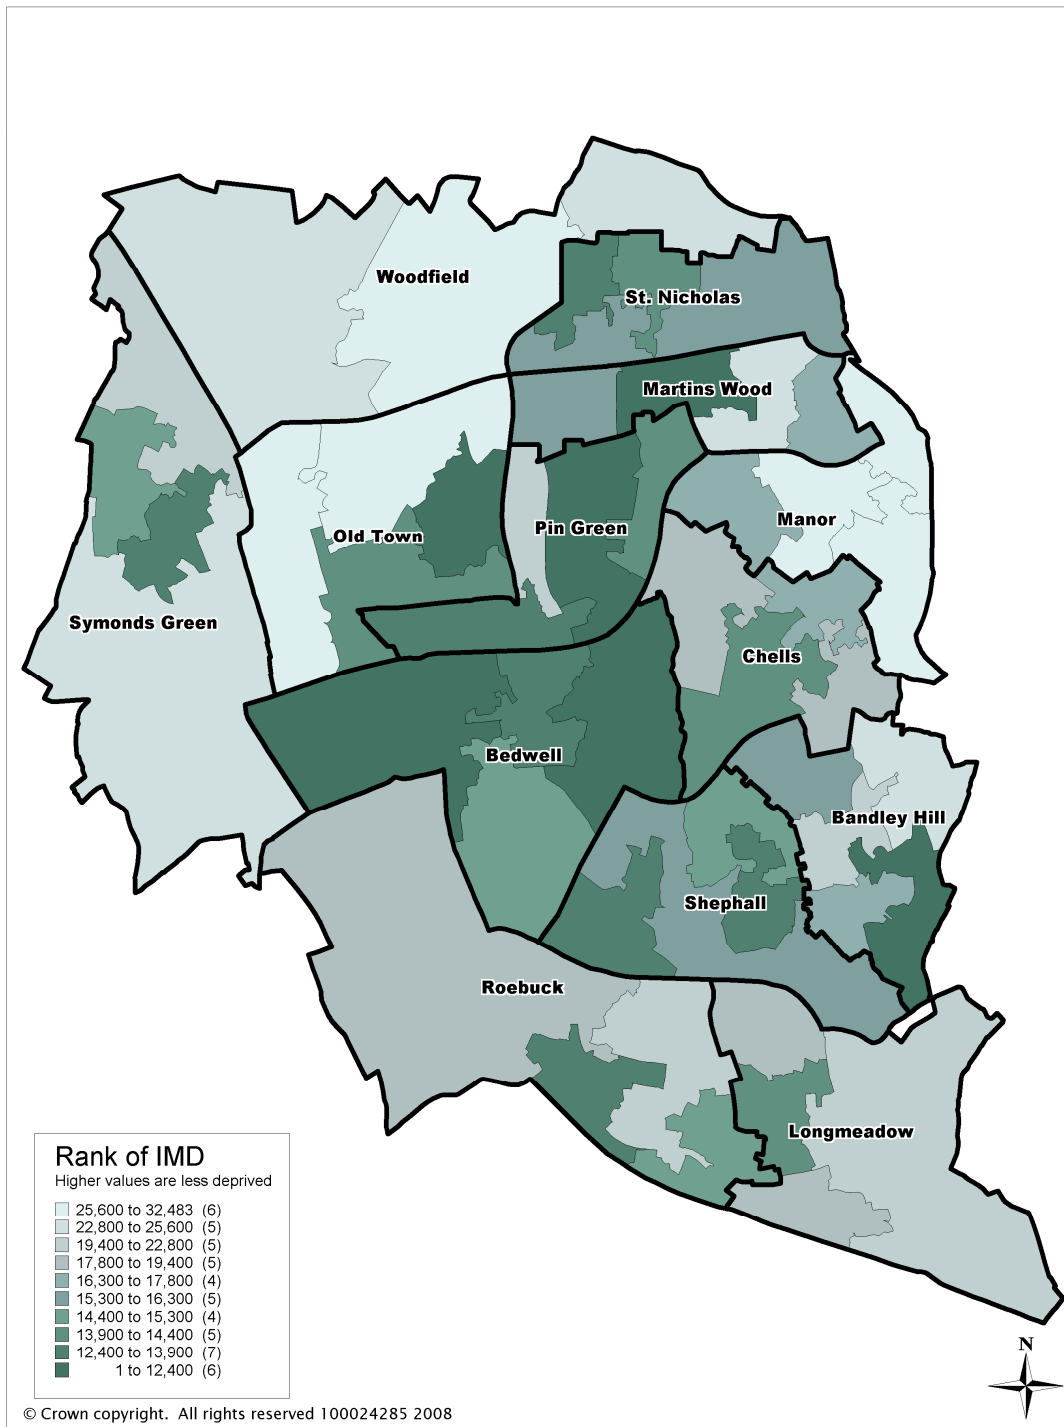 Woodfield
St. Nicholas
Martins Wood
Manor
Old Town
Pin Green
Symonds Green
Chells
Bedwell
Bandley Hill
Shephall
Roebuck
Longmeadow
Rank of IMD
Higher values are less deprived
25,600 to 32,483 (6)
22,800 to 25,600 (5)
19,400 to 22,800 (5)
17,800 to 19,400 (5)
16,300 to 17,800 (4)
15,300 to 16,300 (5)
14,400 to 15,300 (4)
13,900 to 14,400 (5)
12,400 to 13,900 (7)
1 to 12,400 (6)
N
© Crown copyright. All rights reserved 100024285 2008